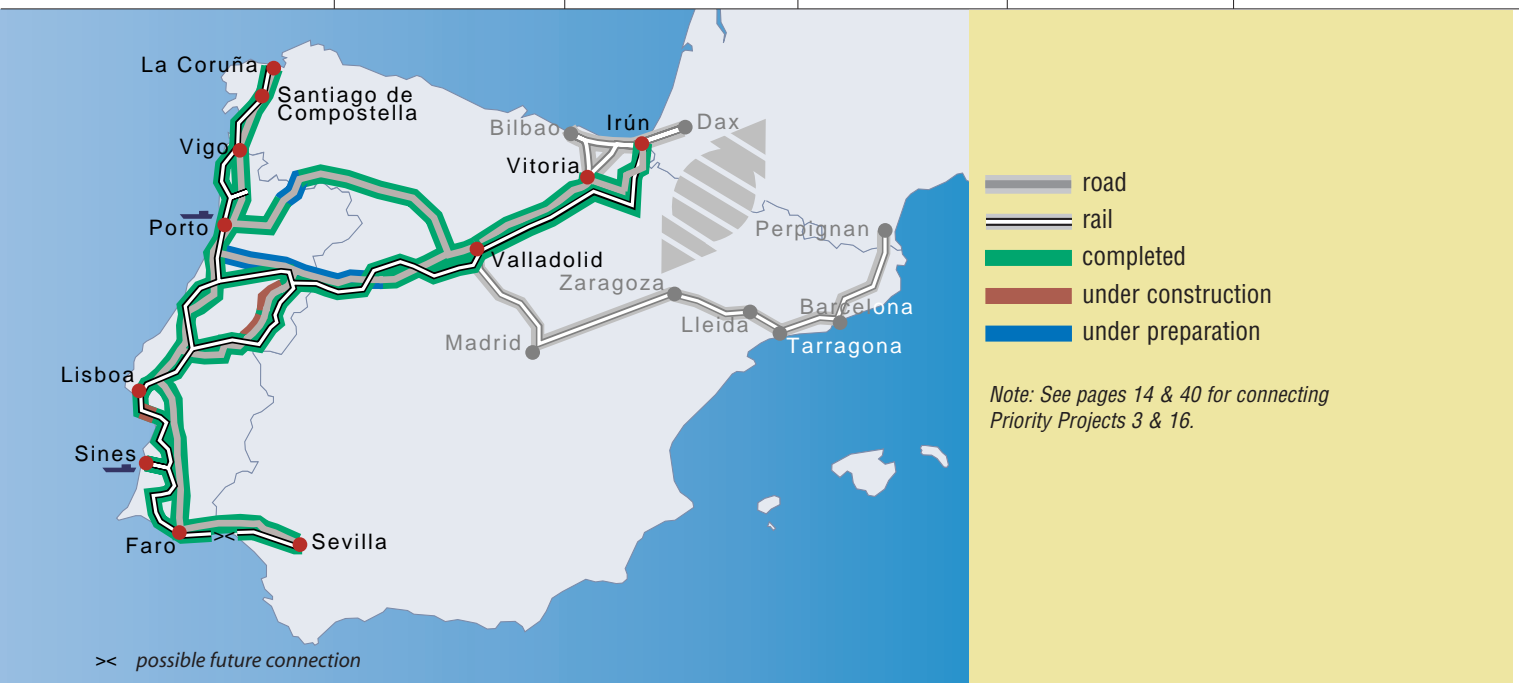 La Coruña
Santiago de
Compostella
Vigo
Bilbao
Irún
Dax
Vitoria
Porto
Valladolid
Perpignan
Zaragoza
Barcelona
Lleida
Madrid
Tarragona
Lisboa
Sines
Faro
><
Sevilla
>< possible future connection
road
rail
completed
under construction
under preparation
Note: See pages 14 & 40 for connecting
Priority Projects 3 & 16.